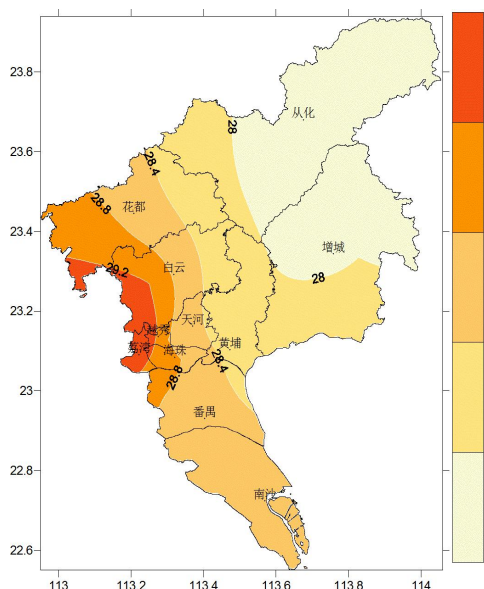 23.8
从化
23.6
28
28.4
28.8
花都
23.4
增城
白云
29.2
28
23.2
天河
越秀
荔湾
海珠
黄埔
28.4
28.8
23
番禺
22.8
南沙
22.6
113
113.2
113.4
113.6
113.8
114